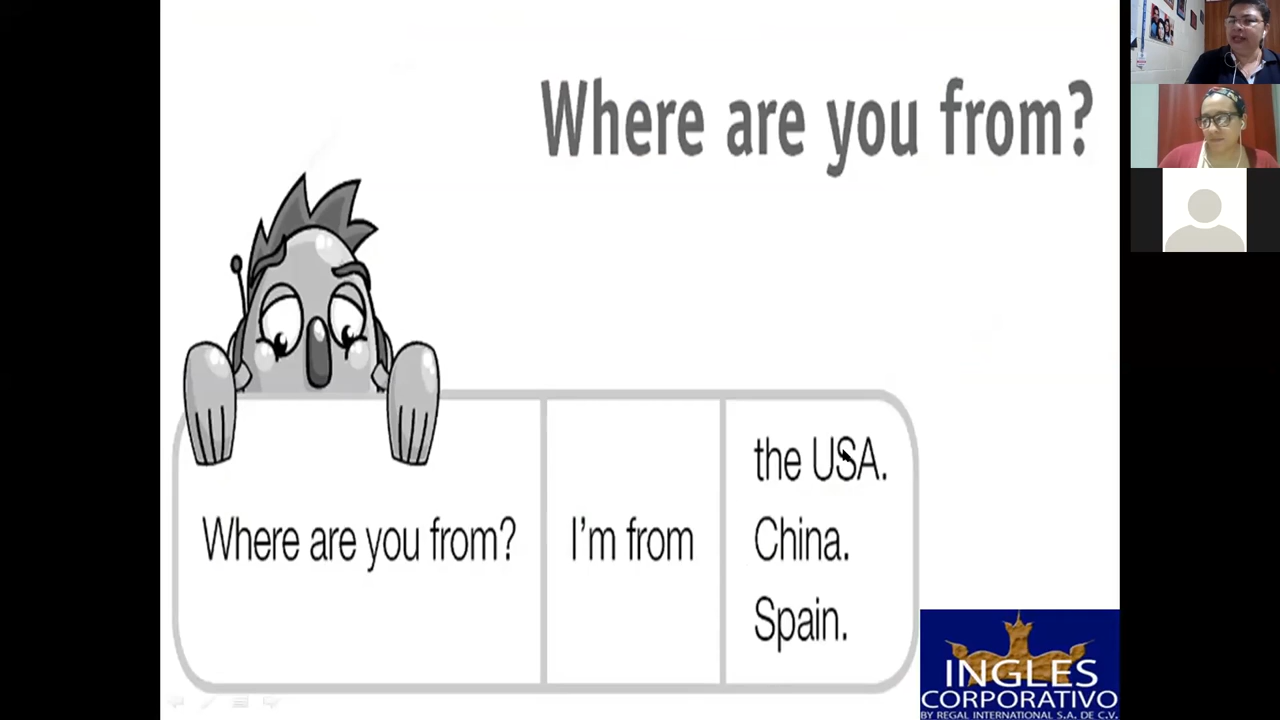 Where are you from?
Where are you from?
I'm from
the USA.
China.
Spain.
INGLES
CORPORATIVO
BY REGAL INTERNATIONAL S.A. DE C.V.